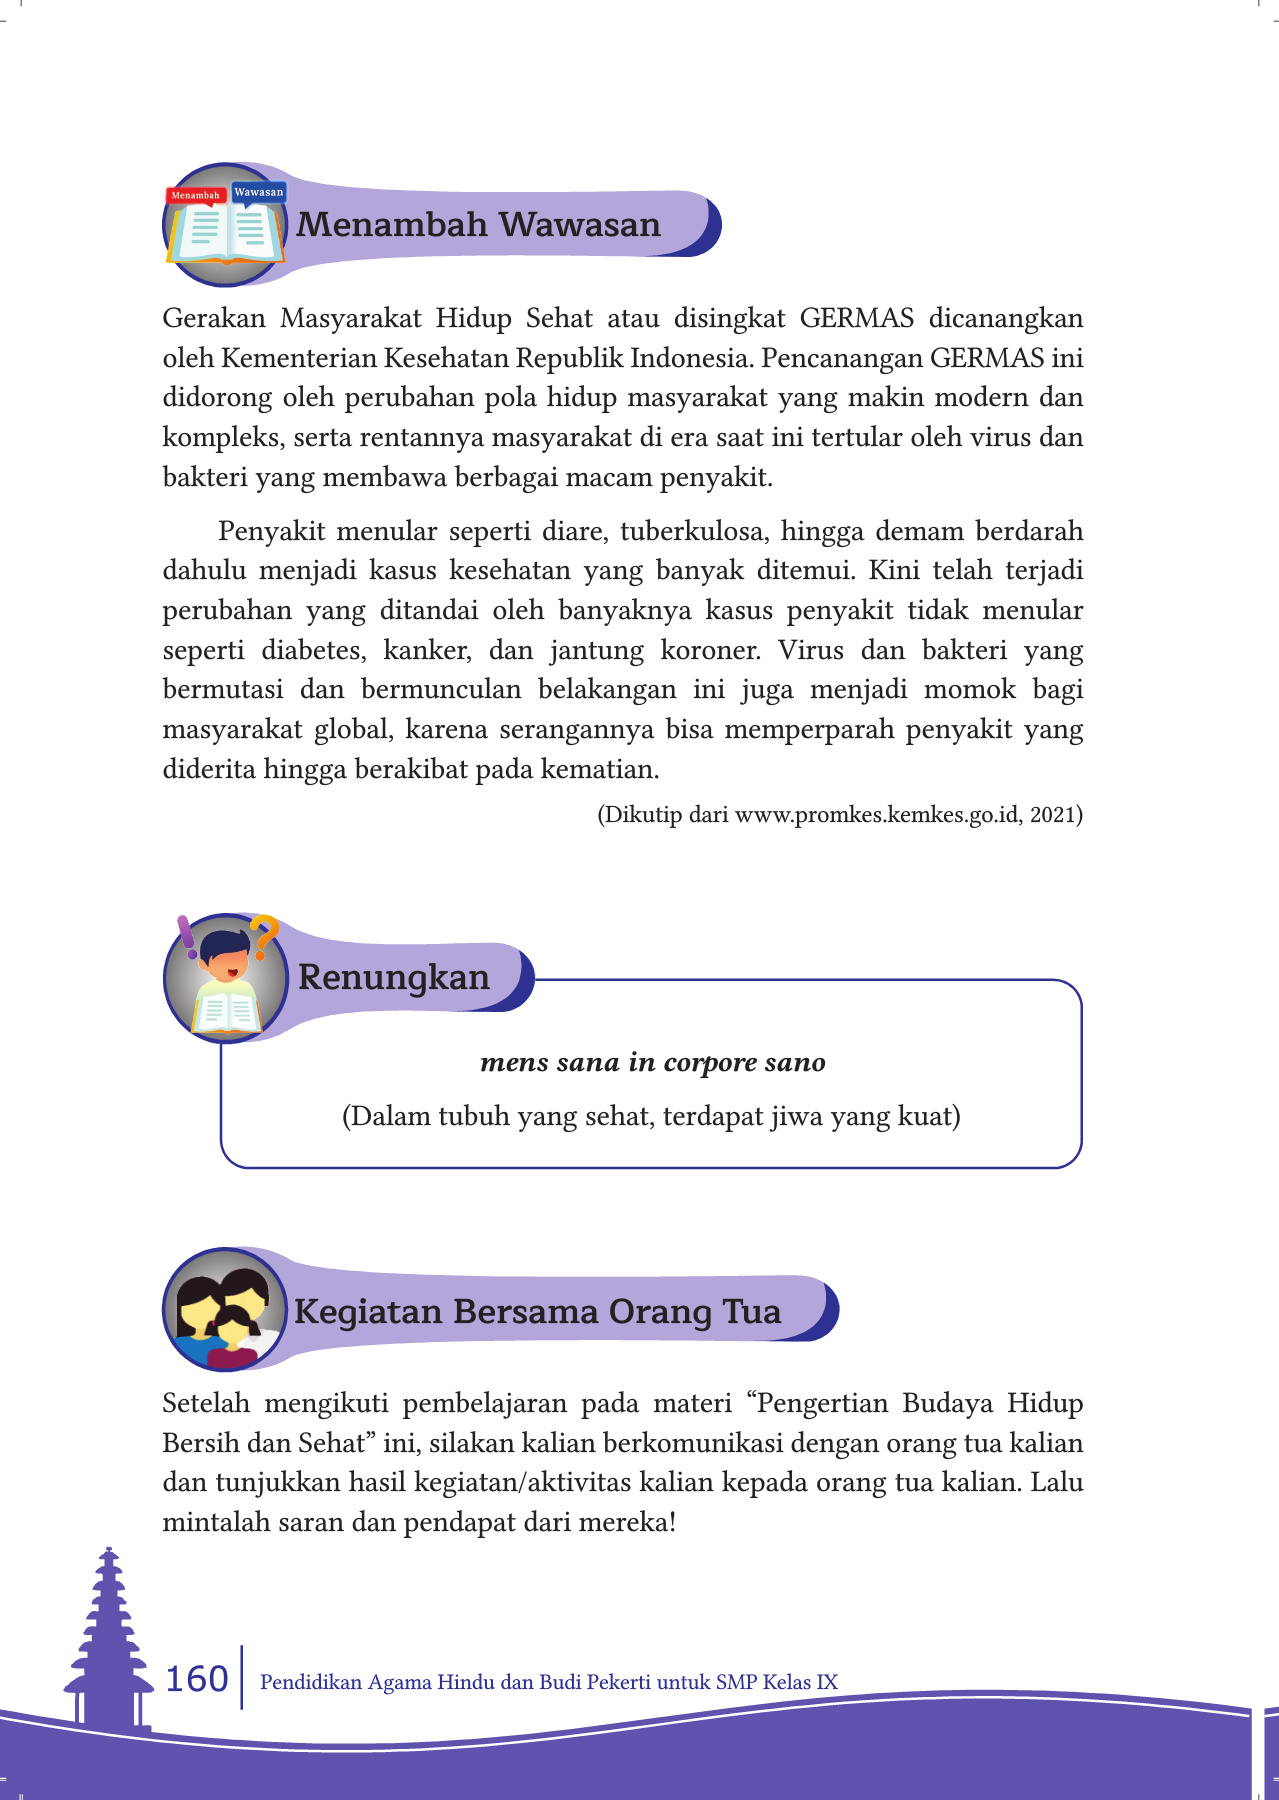 Menambah
Wawasan
Menambah Wawasan
Gerakan Masyarakat Hidup Sehat atau disingkat GERMAS dicanangkan
oleh Kementerian Kesehatan Republik Indonesia. Pencanangan GERMAS ini
didorong oleh perubahan pola hidup masyarakat yang makin modern dan
kompleks, serta rentannya masyarakat di era saat ini tertular oleh virus dan
bakteri yang membawa berbagai macam penyakit.
Penyakit menular seperti diare, tuberkulosa, hingga demam berdarah
dahulu menjadi kasus kesehatan yang banyak ditemui. Kini telah terjadi
perubahan yang ditandai oleh banyaknya kasus penyakit tidak menular
seperti diabetes, kanker, dan jantung koroner. Virus dan bakteri yang
bermutasi dan bermunculan belakangan ini juga menjadi momok bagi
masyarakat global, karena serangannya bisa memperparah penyakit yang
diderita hingga berakibat pada kematian.
(Dikutip dari www.promkes.kemkes.go.id, 2021)
! ?
Renungkan
mens sana in corpore sano
(Dalam tubuh yang sehat, terdapat jiwa yang kuat)
Kegiatan Bersama Orang Tua
Setelah mengikuti pembelajaran pada materi “Pengertian Budaya Hidup
Bersih dan Sehat” ini, silakan kalian berkomunikasi dengan orang tua kalian
dan tunjukkan hasil kegiatan/aktivitas kalian kepada orang tua kalian. Lalu
mintalah saran dan pendapat dari mereka!
160
Pendidikan Agama Hindu dan Budi Pekerti untuk SMP Kelas IX